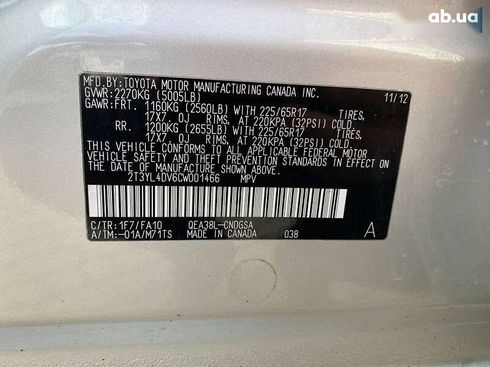 ab.ua
MFD.BY:TOYOTA MOTOR MANUFACTURING CANADA INC. 11/12
GVWR: 2270KG (5005LB)
GAWR:FRT. 1160KG (2560LB) WITH 225/65R17 TIRES,
17X7 .0J RIMS, AT 220KPA (32PSI) COLD
RR. 1200KG (2655LB) WITH 225/65R17 TIRES,
17X7 .0J RIMS, AT 220KPA (32PSI) COLD
THIS VEHICLE CONFORMS TO ALL APPLICABLE FEDERAL MOTOR
VEHICLE SAFETY STANDARDS IN EFFECT ON
THE DATE OF MANUFACTURE SHOWN ABOVE.
2T3YL4DV6CW001466 MPV
C/TR: 1F7/FA10 QEA38L-CNDGSA
A/TM:-01A/M71TS MADE IN CANADA 038 A